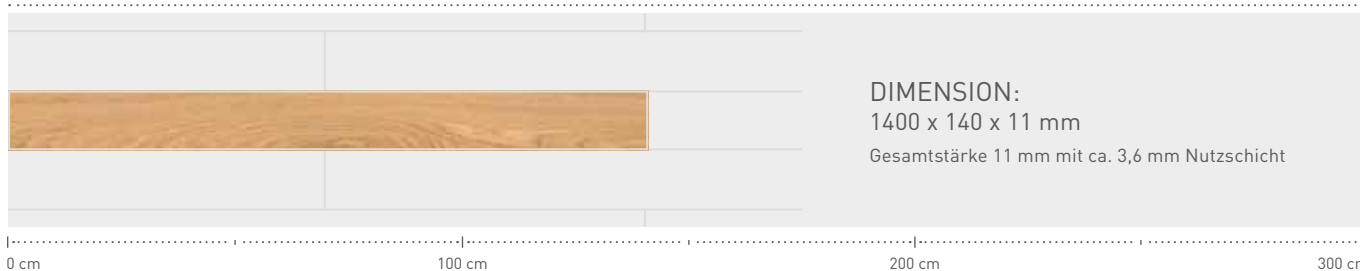 DIMENSION:
1400 x 140 x 11 mm
Gesamtstärke 11 mm mit ca. 3,6 mm Nutzschicht
0 cm 100 cm 200 cm 300 cm